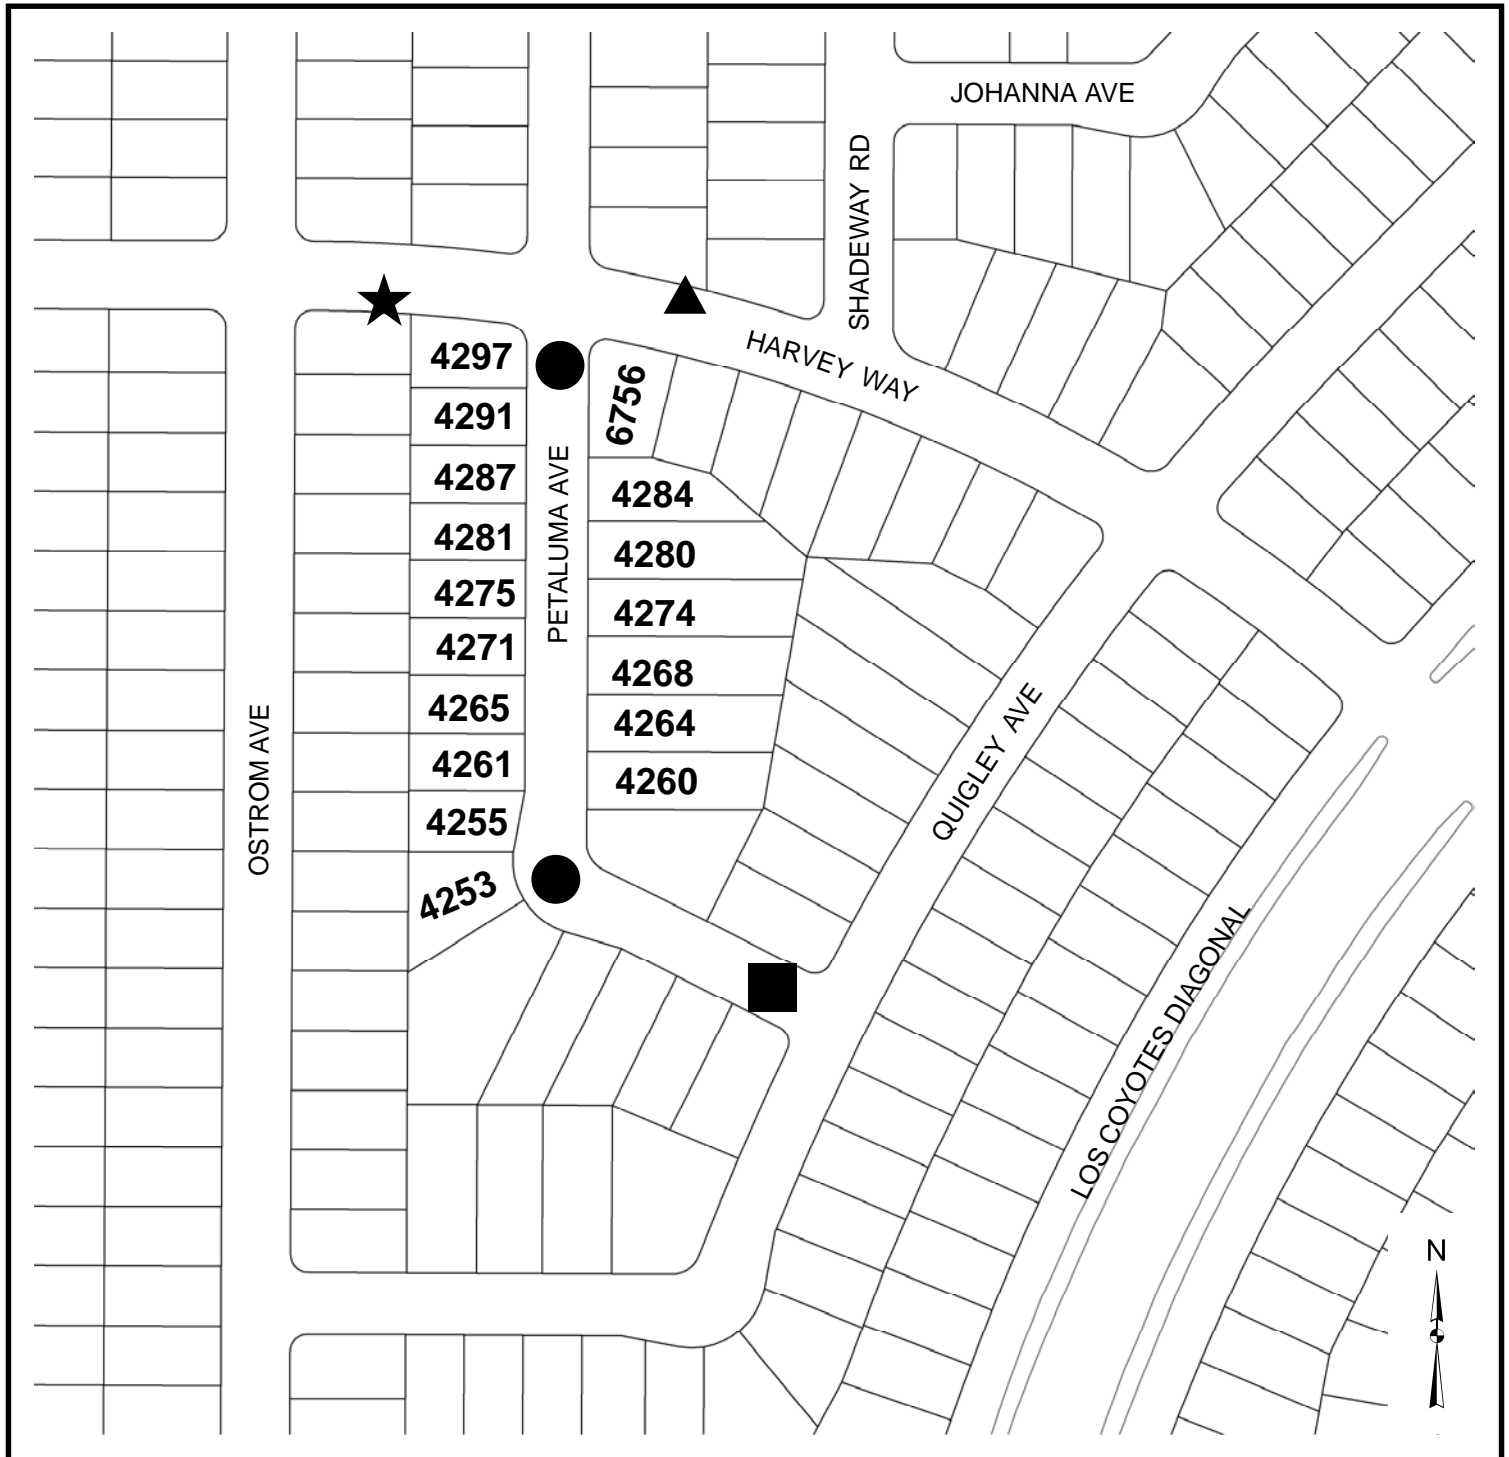 JOHANNA AVE
SHADEWAY RD
HARVEY WAY
4297
6756
4291
4287
4284
4281
4280
PETALUMA AVE
4275
4274
4271
4268
4265
4264
4261
4260
OSTROM AVE
QUIGLEY AVE
4255
4253
LOS COYOTES DIAGONAL
N